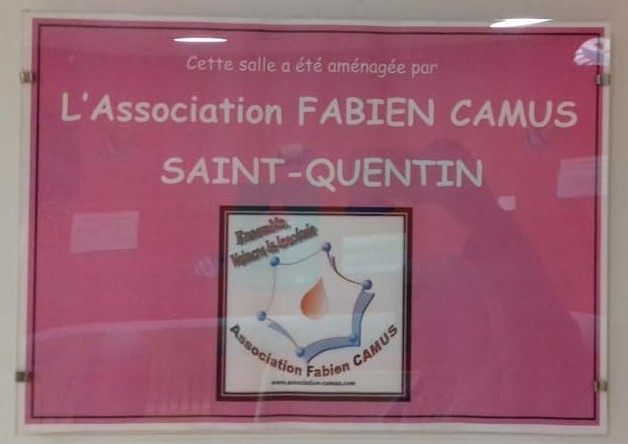 Cette salle a été aménagée par
L'Association FABIEN CAMUS
SAINT-QUENTIN
Ensemble,
Vaincre la leucémie
Association Fabien CAMUS
www.association-camus.com